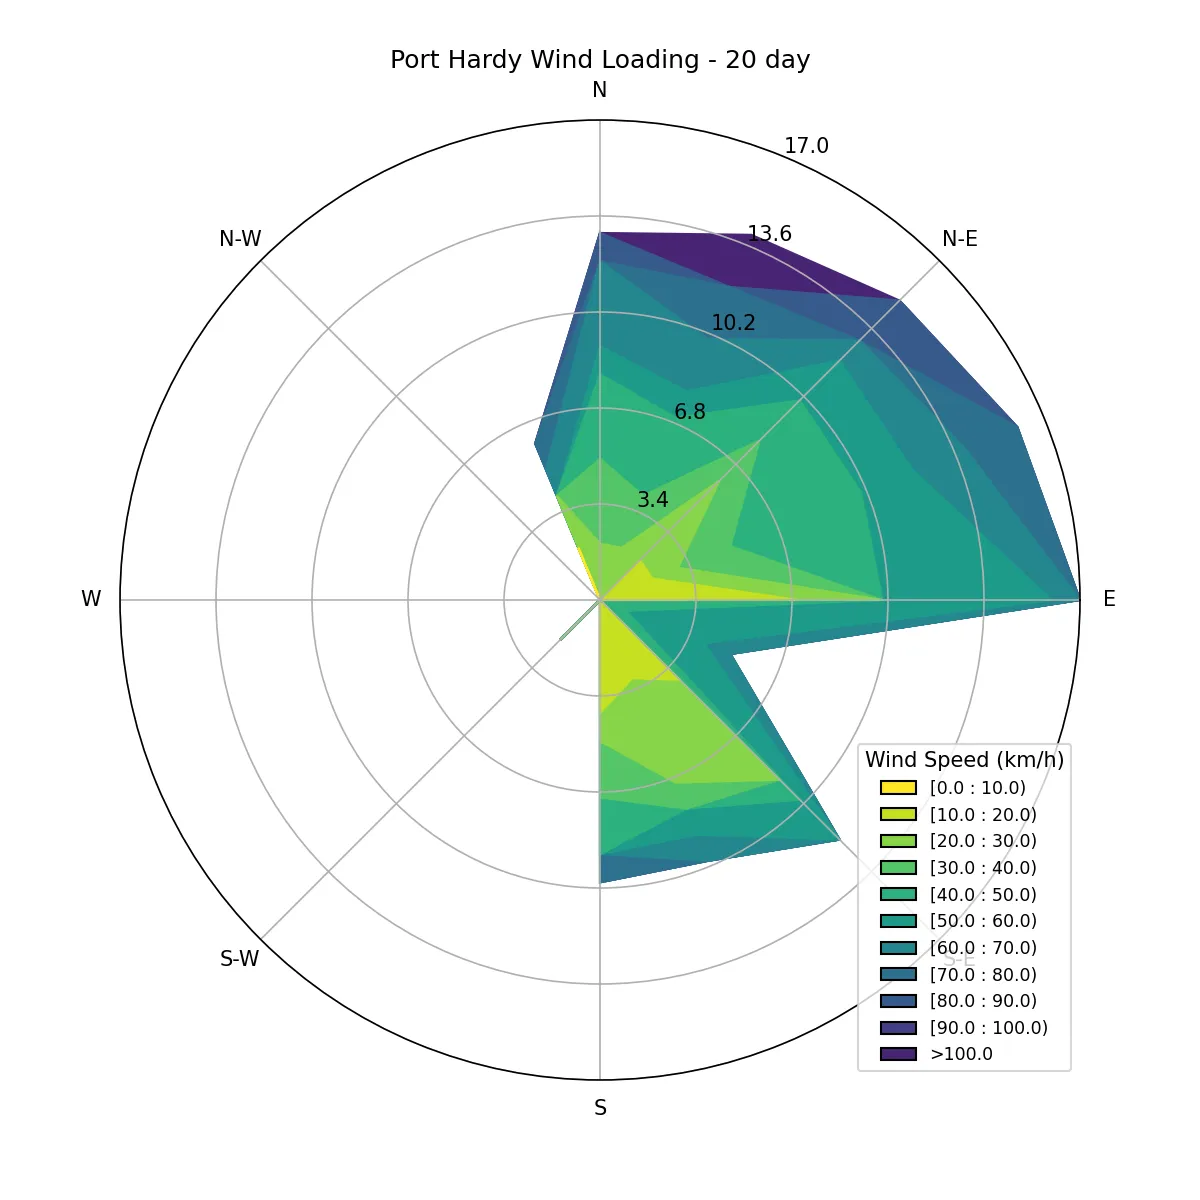 Port Hardy Wind Loading - 20 day
N
17.0
N-W
13.6
N-E
10.2
6.8
3.4
W
E
Wind Speed (km/h)
[0.0 : 10.0)
[10.0 : 20.0)
[20.0 : 30.0)
[30.0 : 40.0)
[40.0 : 50.0)
[50.0 : 60.0)
[60.0 : 70.0)
[70.0 : 80.0)
[80.0 : 90.0)
[90.0 : 100.0)
>100.0
S-W
S-E
S